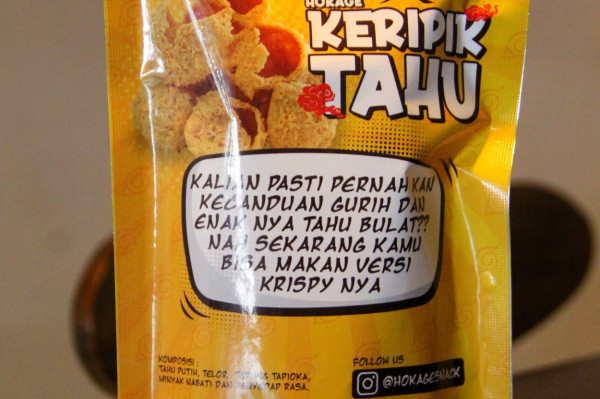 HOKAGE
KERIPIK
TAHU
KALIAN PASTI PERNAH KAN
KECANDUAN GURIH DAN
ENAK NYA TAHU BULAT??
NAH SEKARANG KAMU
BISA MAKAN VERSI
KRISPY NYA
KOMPOSISI :
TAHU PUTIH, TELOR, TEPUNG TAPIOKA,
MINYAK NABATI DAN PENYEDAP RASA.
FOLLOW US
@HOKAGESNACK